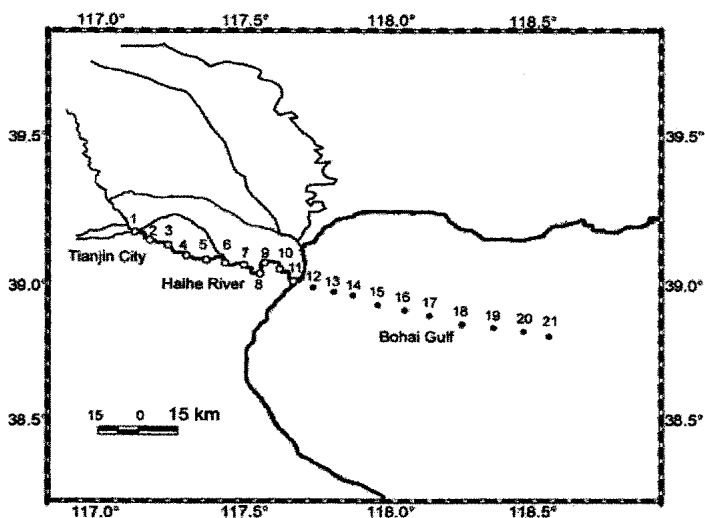 117.0° 117.5° 118.0° 118.5°
39.5° 39.5°
1 2 3 4 5 6 7 8 9 10 11 12 13 14 15 16 17 18 19 20 21
Tianjin City
Haihe River
39.0° 39.0°
Bohai Gulf
15 0 15 km
38.5° 38.5°
117.0° 117.5° 118.0° 118.5°